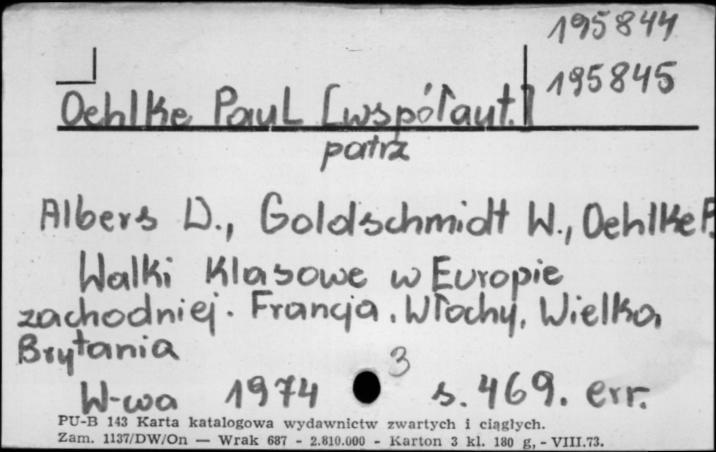 195844
195845
Oehlke Paul [współaut.]
patrz
Albers D., Goldschmidt W., Oehlke P.
Walki klasowe w Europie
zachodniej. Francja, Włochy, Wielka
Brytania
W-wa 1974 3 s. 469. err.
PU-B 143 Karta katalogowa wydawnictw zwartych i ciągłych.
Zam. 1137/DW/On — Wrak 687 - 2.810.000 - Karton 3 kl. 180 g, - VIII.73.